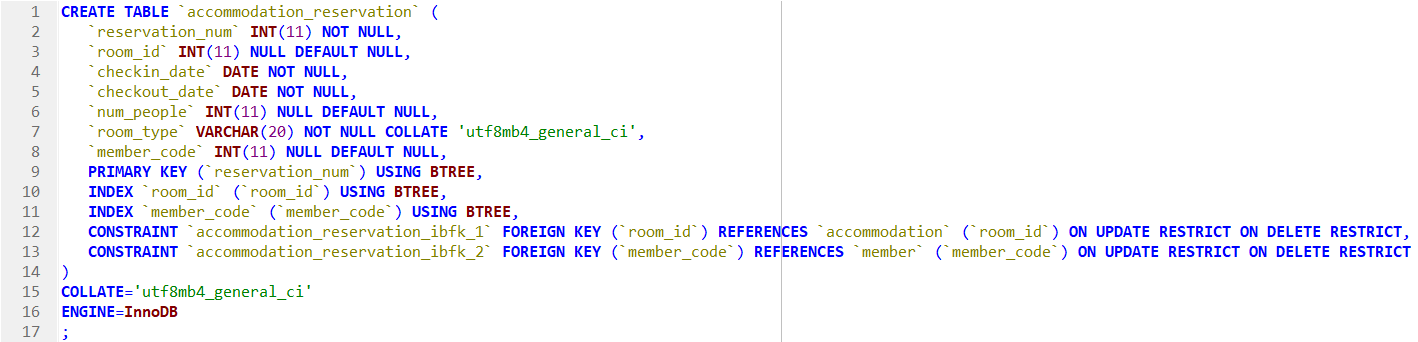 1 CREATE TABLE `accommodation_reservation` (
2 `reservation_num` INT(11) NOT NULL,
3 `room_id` INT(11) NULL DEFAULT NULL,
4 `checkin_date` DATE NOT NULL,
5 `checkout_date` DATE NOT NULL,
6 `num_people` INT(11) NULL DEFAULT NULL,
7 `room_type` VARCHAR(20) NOT NULL COLLATE 'utf8mb4_general_ci',
8 `member_code` INT(11) NULL DEFAULT NULL,
9 PRIMARY KEY (`reservation_num`) USING BTREE,
10 INDEX `room_id` (`room_id`) USING BTREE,
11 INDEX `member_code` (`member_code`) USING BTREE,
12 CONSTRAINT `accommodation_reservation_ibfk_1` FOREIGN KEY (`room_id`) REFERENCES `accommodation` (`room_id`) ON UPDATE RESTRICT ON DELETE RESTRICT,
13 CONSTRAINT `accommodation_reservation_ibfk_2` FOREIGN KEY (`member_code`) REFERENCES `member` (`member_code`) ON UPDATE RESTRICT ON DELETE RESTRICT
14 )
15 COLLATE='utf8mb4_general_ci'
16 ENGINE=InnoDB
17 ;